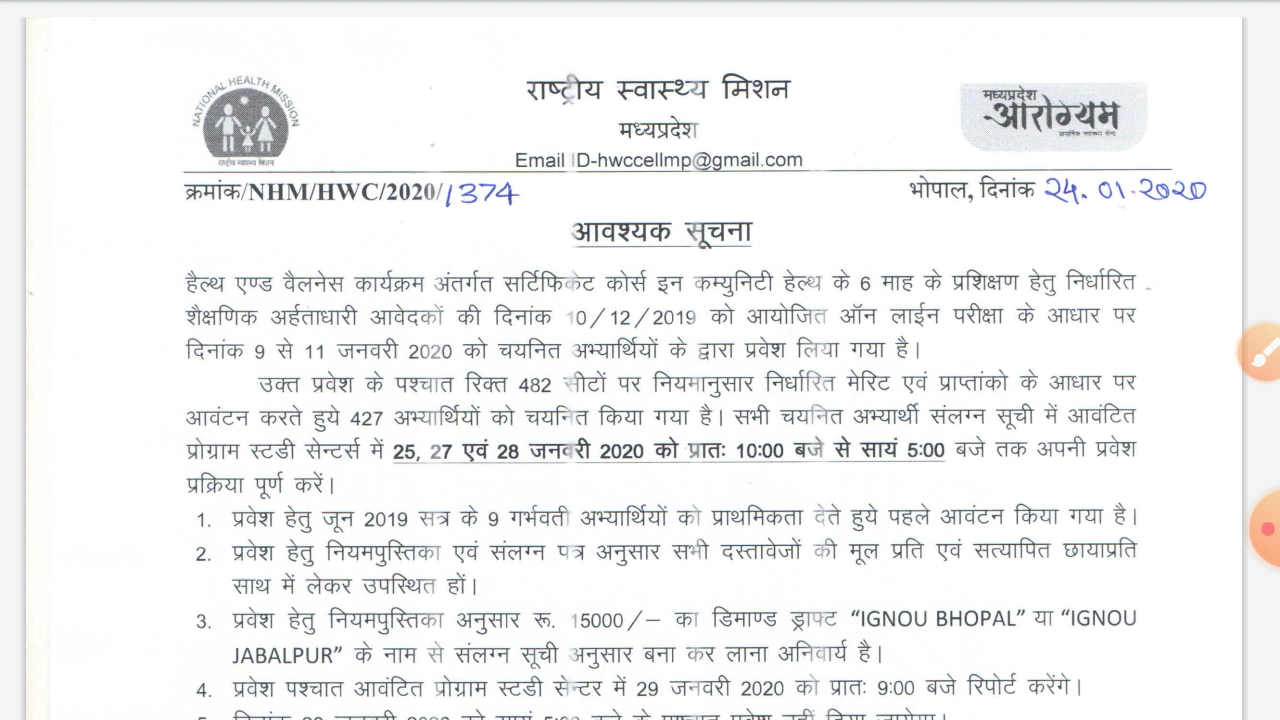 NATIONAL HEALTH MISSION
राष्ट्रीय स्वास्थ्य मिशन
राष्ट्रीय स्वास्थ्य मिशन
मध्यप्रदेश
Email ID-hwccellmp@gmail.com
मध्यप्रदेश
आरोग्यम
क्रमांक/NHM/HWC/2020/1374
भोपाल, दिनांक 24.01.2020
आवश्यक सूचना
हैल्थ एण्ड वैलनेस कार्यक्रम अंतर्गत सर्टिफिकेट कोर्स इन कम्युनिटी हेल्थ के 6 माह के प्रशिक्षण हेतु निर्धारित
शैक्षणिक अर्हताधारी आवेदकों की दिनांक 10/12/2019 को आयोजित ऑन लाईन परीक्षा के आधार पर
दिनांक 9 से 11 जनवरी 2020 को चयनित अभ्यार्थियों के द्वारा प्रवेश लिया गया है।
उक्त प्रवेश के पश्चात रिक्त 482 सीटों पर नियमानुसार निर्धारित मेरिट एवं प्राप्तांको के आधार पर
आवंटन करते हुये 427 अभ्यार्थियों को चयनित किया गया है। सभी चयनित अभ्यार्थी संलग्न सूची में आवंटित
प्रोग्राम स्टडी सेन्टर्स में 25, 27 एवं 28 जनवरी 2020 को प्रातः 10:00 बजे से सायं 5:00 बजे तक अपनी प्रवेश
प्रक्रिया पूर्ण करें।
1. प्रवेश हेतु जून 2019 सत्र के 9 गर्भवती अभ्यार्थियों को प्राथमिकता देते हुये पहले आवंटन किया गया है।
2. प्रवेश हेतु नियमपुस्तिका एवं संलग्न पत्र अनुसार सभी दस्तावेजों की मूल प्रति एवं सत्यापित छायाप्रति
साथ में लेकर उपस्थित हों।
3. प्रवेश हेतु नियमपुस्तिका अनुसार रू. 15000/– का डिमाण्ड ड्राफ्ट “IGNOU BHOPAL” या “IGNOU
JABALPUR” के नाम से संलग्न सूची अनुसार बना कर लाना अनिवार्य है।
4. प्रवेश पश्चात आवंटित प्रोग्राम स्टडी सेन्टर में 29 जनवरी 2020 को प्रातः 9:00 बजे रिपोर्ट करेंगे।